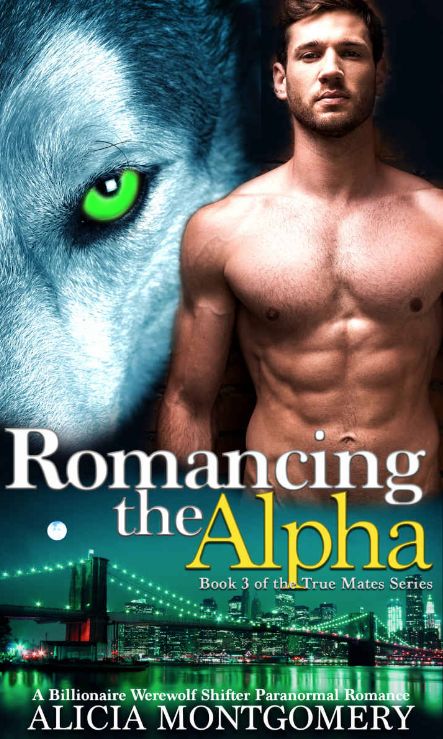 Romancing
the Alpha
Book 3 of the True Mates Series
A Billionaire Werewolf Shifter Paranormal Romance
ALICIA MONTGOMERY